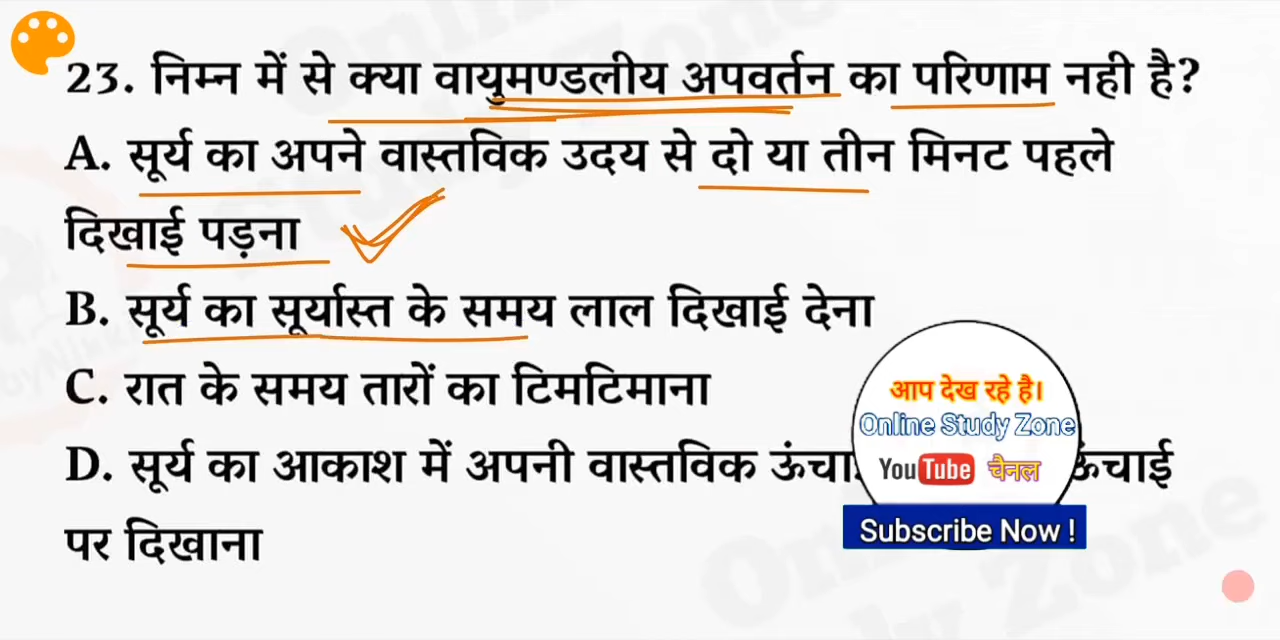 23. निम्न में से क्या वायुमण्डलीय अपवर्तन का परिणाम नही है?
A. सूर्य का अपने वास्तविक उदय से दो या तीन मिनट पहले
दिखाई पड़ना
B. सूर्य का सूर्यास्त के समय लाल दिखाई देना
C. रात के समय तारों का टिमटिमाना
D. सूर्य का आकाश में अपनी वास्तविक ऊंचाई
पर दिखाना
आप देख रहे है।
Online Study Zone
YouTube चैनल
Subscribe Now !